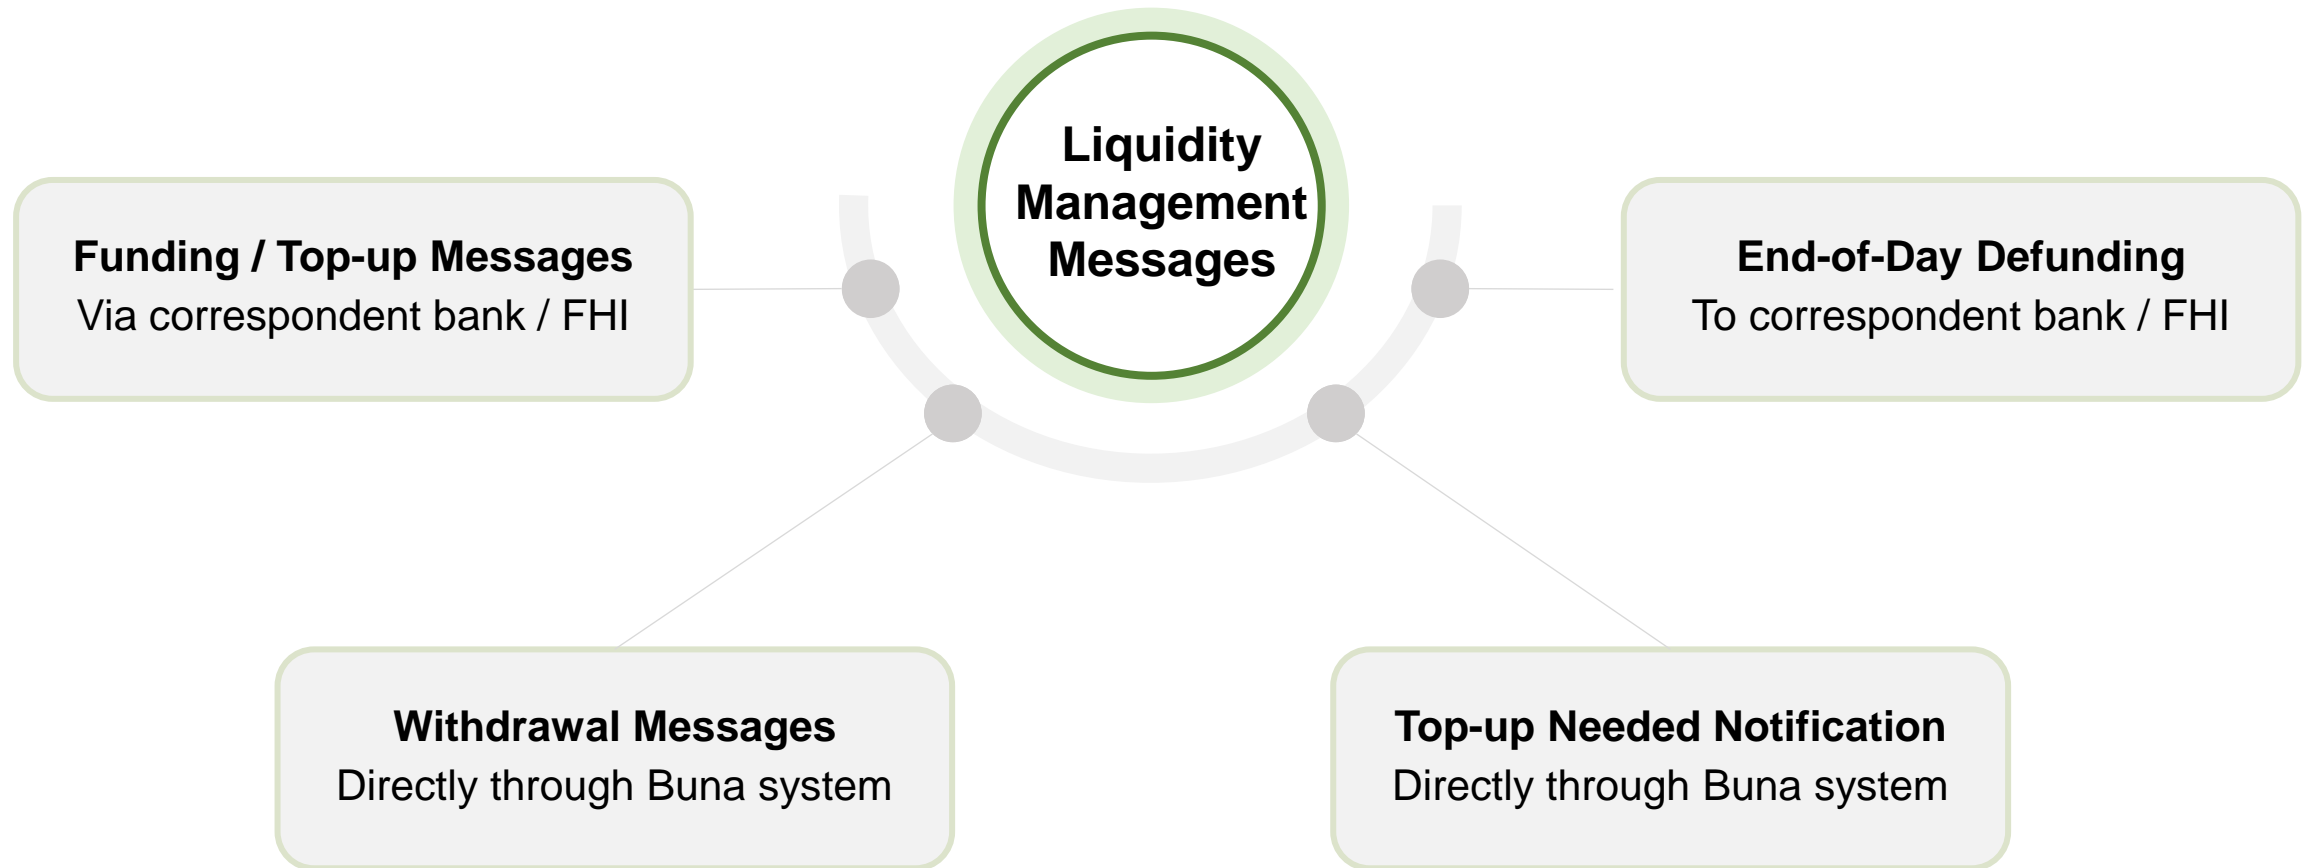 Liquidity
Management
Messages
Funding / Top-up Messages
Via correspondent bank / FHI
End-of-Day Defunding
To correspondent bank / FHI
Withdrawal Messages
Directly through Buna system
Top-up Needed Notification
Directly through Buna system